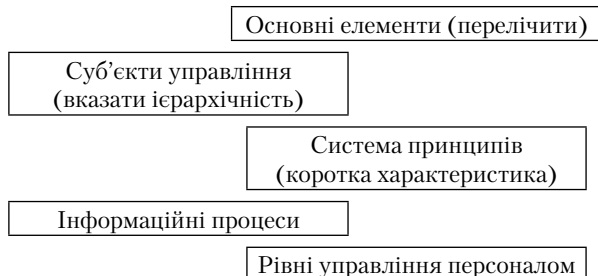 Основні елементи (перелічити)
Суб’єкти управління
(вказати ієрархічність)
Система принципів
(коротка характеристика)
Інформаційні процеси
Рівні управління персоналом